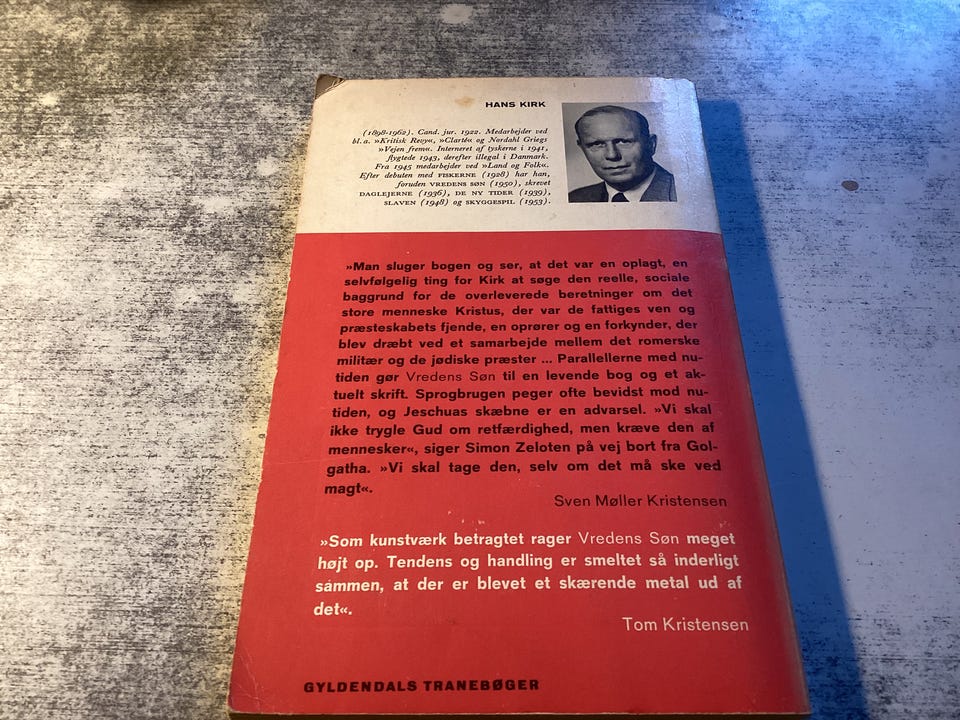 HANS KIRK
(1898-1962). Cand. jur. 1922. Medarbejder ved
bl. a. »Kritisk Revy«, »Clarté« og Nordahl Griegs
»Vejen frem«. Interneret af tyskerne i 1941,
flygtede 1943, derefter illegal i Danmark.
Fra 1945 medarbejder ved »Land og Folk«.
Efter debuten med FISKERNE (1928) har han,
foruden VREDENS SØN (1950), skrevet
DAGLEJERNE (1936), DE NY TIDER (1939),
SLAVEN (1948) og SKYGGESPIL (1953).
»Man sluger bogen og ser, at det var en oplagt, en
selvfølgelig ting for Kirk at søge den reelle, sociale
baggrund for de overleverede beretninger om det
store menneske Kristus, der var de fattiges ven og
præsteskabets fjende, en oprører og en forkynder, der
blev dræbt ved et samarbejde mellem det romerske
militær og de jødiske præster ... Parallellerne med nu-
tiden gør Vredens Søn til en levende bog og et ak-
tuelt skrift. Sprogbrugen peger ofte bevidst mod nu-
tiden, og Jeschuas skæbne er en advarsel. »Vi skal
ikke trygle Gud om retfærdighed, men kræve den af
mennesker«, siger Simon Zeloten på vej bort fra Gol-
gatha. »Vi skal tage den, selv om det må ske ved
magt«.
Sven Møller Kristensen
»Som kunstværk betragtet rager Vredens Søn meget
højt op. Tendens og handling er smeltet så inderligt
sammen, at der er blevet et skærende metal ud af
det«.
Tom Kristensen
GYLDENDALS TRANEBØGER